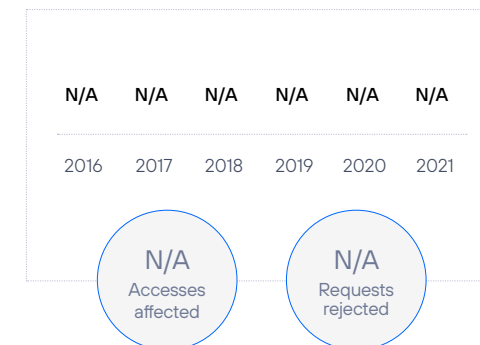 N/A N/A N/A N/A N/A N/A
2016 2017 2018 2019 2020 2021
N/A N/A
Accesses Requests
affected rejected